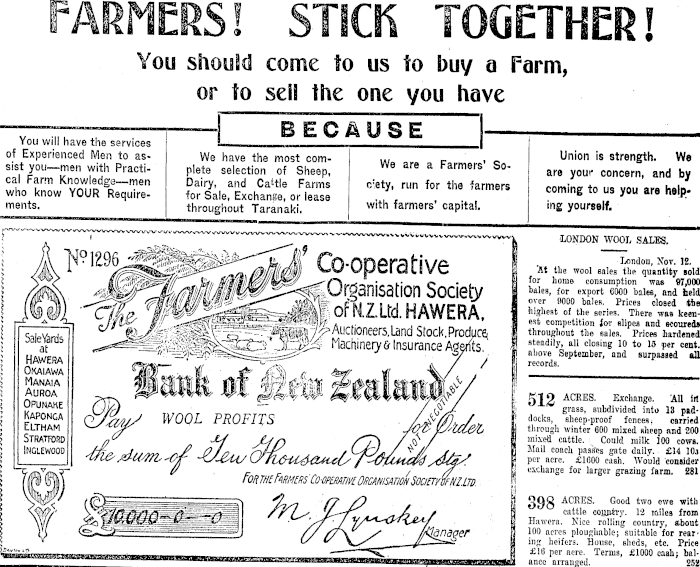 FARMERS! STICK TOGETHER!
You should come to us to buy a Farm,
or to sell the one you have
BECAUSE
You will have the services
of Experienced Men to as-
sist you—men with Practi-
cal Farm Knowledge—men
who know YOUR Require-
ments.
We have the most com-
plete selection of Sheep,
Dairy, and Cattle Farms
for Sale, Exchange, or lease
throughout Taranaki.
We are a Farmers' So-
ciety, run for the farmers
with farmers' capital.
Union is strength. We
are your concern, and by
coming to us you are help-
ing yourself.
No 1296
The Farmers' Co-operative
Organisation Society
of N.Z. Ltd. HAWERA,
Auctioneers, Land Stock, Produce,
Machinery & Insurance Agents.
Sale Yards
at
HAWERA
OKAIAWA
MANAIA
AUROA
OPUNAKE
KAPONGA
ELTHAM
STRATFORD
INGLEWOOD
Bank of New Zealand
NOT NEGOTIABLE
Pay WOOL PROFITS or Order
the sum of Ten Thousand Pounds stg.
FOR THE FARMERS' CO-OPERATIVE ORGANISATION SOCIETY OF N.Z. LTD.
£10,000-0-0
M. J. Lynskey
Manager
LONDON WOOL SALES.
London, Nov. 12.
At the wool sales the quantity sold
for home consumption was 97,000
bales, for export 6000 bales, and held
over 9000 bales. Prices closed the
highest of the series. There was keen-
est competition for slipes and scoureds
throughout the sales. Prices hardened
steadily, all closing 10 to 15 per cent.
above September, and surpassed all
records.
512 ACRES. Exchange. All in
grass, subdivided into 13 pad-
docks, sheep-proof fences; carried
through winter 600 mixed sheep and 200
mixed cattle. Could milk 100 cows.
Mail coach passes gate daily. £14 10s
per acre. £1600 cash. Would consider
exchange for larger grazing farm. 281
398 ACRES. Good two ewe with
cattle country. 12 miles from
Hawera. Nice rolling country, about
100 acres ploughable; suitable for rear-
ing heifers. House, sheds, etc. Price
£16 per acre. Terms, £1000 cash; bal-
ance arranged.